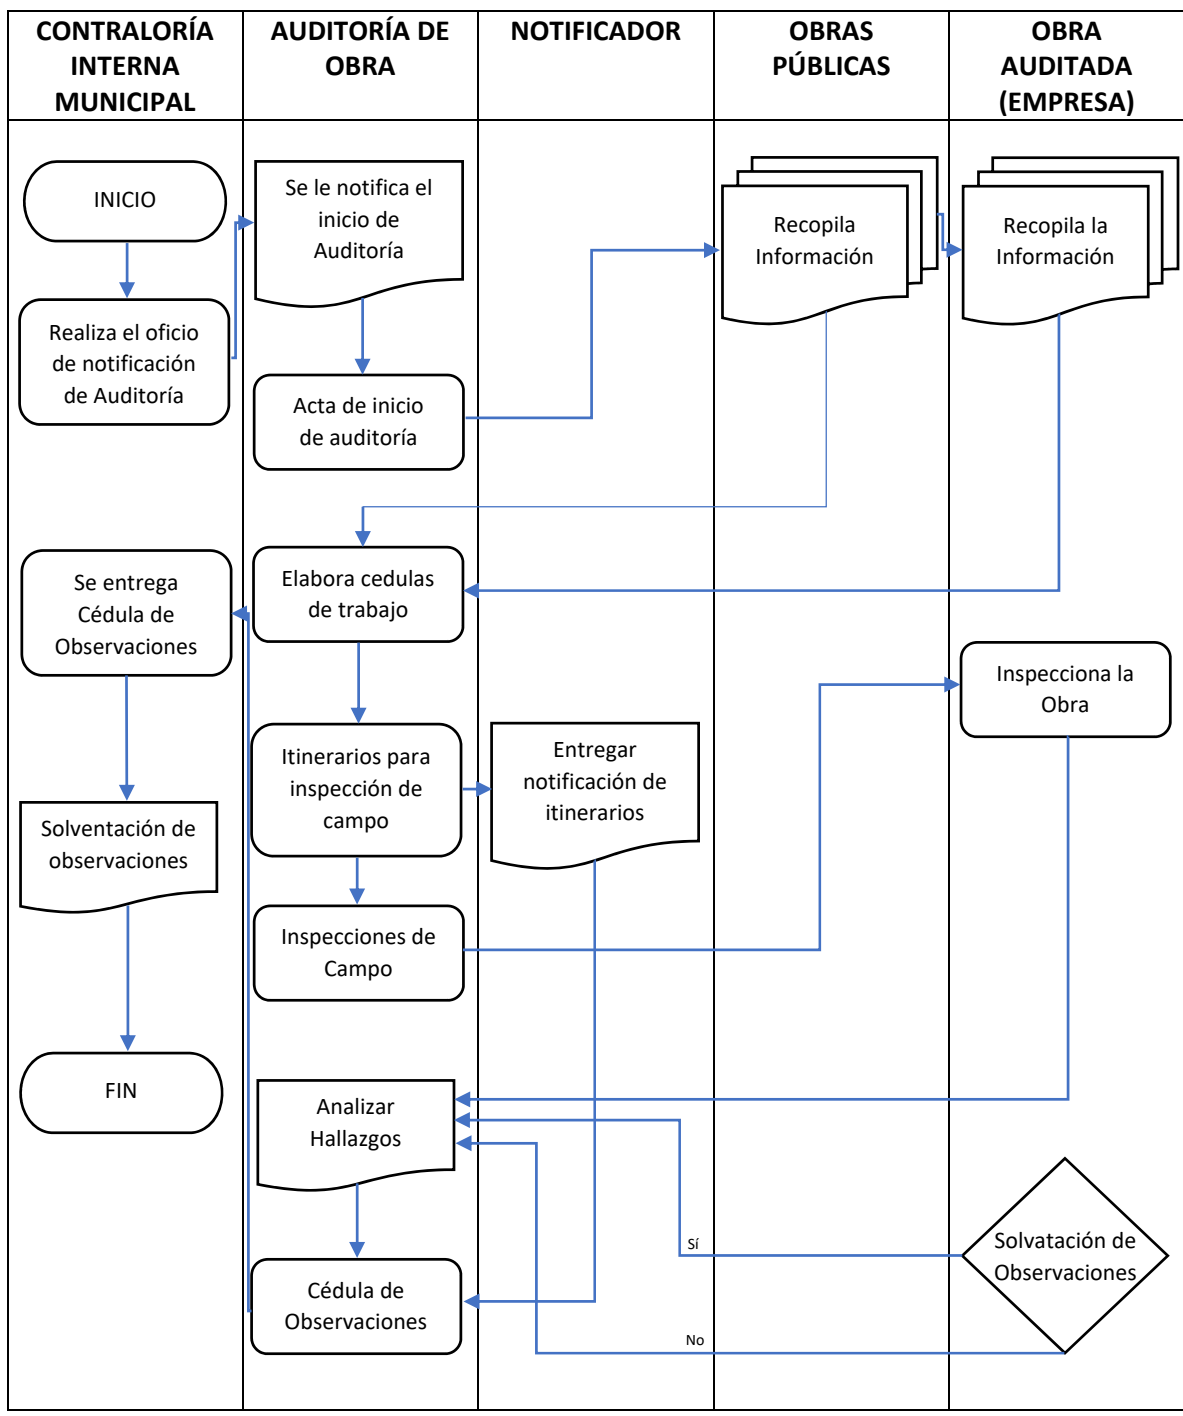 CONTRALORÍA
INTERNA
MUNICIPAL
AUDITORÍA DE
OBRA
NOTIFICADOR
OBRAS
PÚBLICAS
OBRA
AUDITADA
(EMPRESA)
INICIO
Se le notifica el
inicio de
Auditoría
Recopila
Información
Recopila la
Información
Realiza el oficio
de notificación
de Auditoría
Acta de inicio
de auditoría
Se entrega
Cédula de
Observaciones
Elabora cedulas
de trabajo
Inspecciona la
Obra
Itinerarios para
inspección de
campo
Entregar
notificación de
itinerarios
Solventación de
observaciones
Inspecciones de
Campo
FIN
Analizar
Hallazgos
Sí
Solvatación de
Observaciones
Cédula de
Observaciones
No